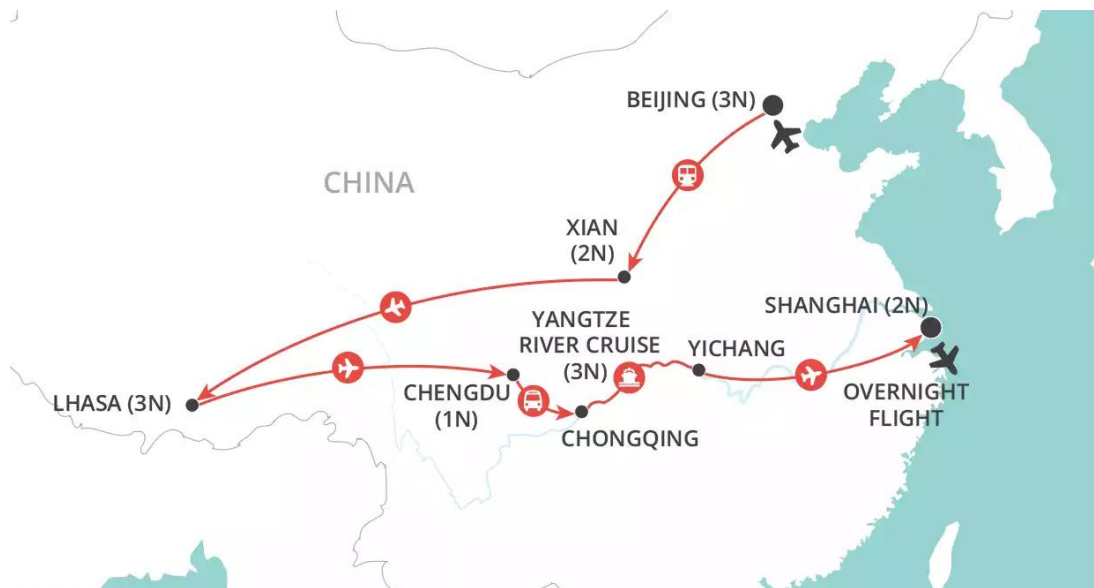 BEIJING (3N)
CHINA
XIAN
(2N)
SHANGHAI (2N)
YANGTZE
RIVER CRUISE
(3N)
YICHANG
LHASA (3N)
CHENGDU
(1N)
OVERNIGHT
FLIGHT
CHONGQING